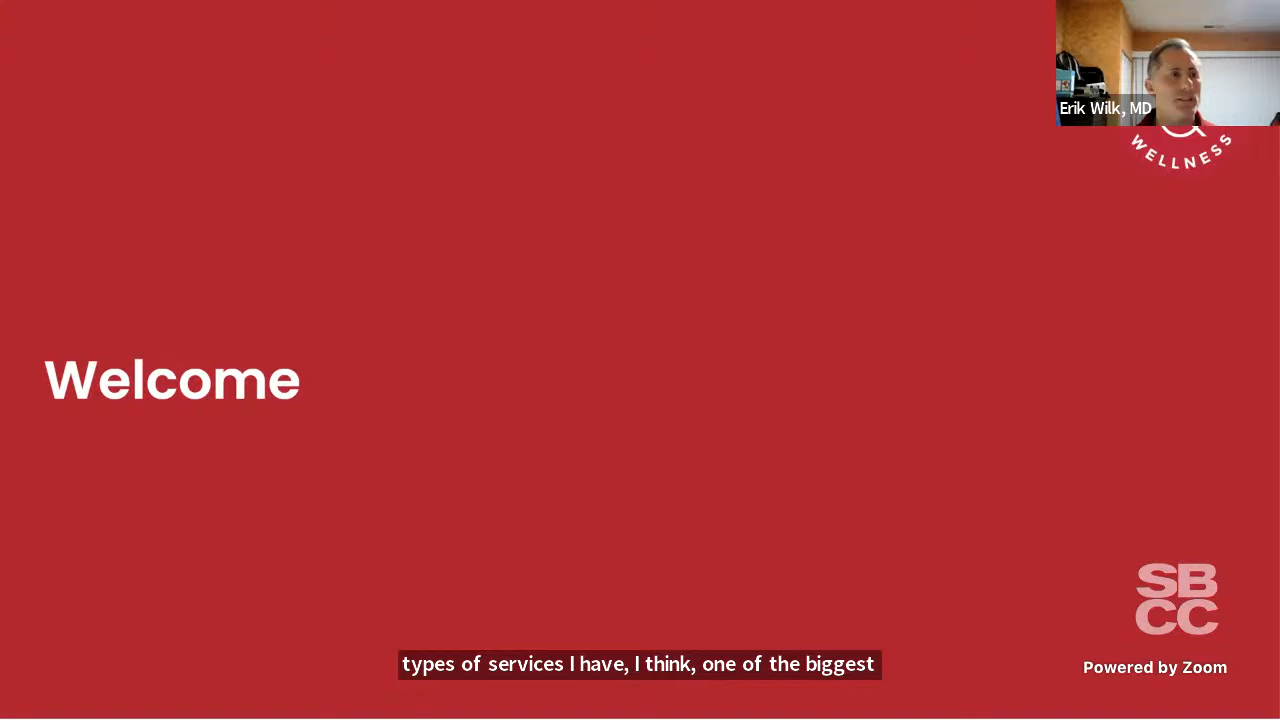 Erik Wilk, MD
WELLNESS
Welcome
SB
CC
types of services I have, I think, one of the biggest
Powered by Zoom